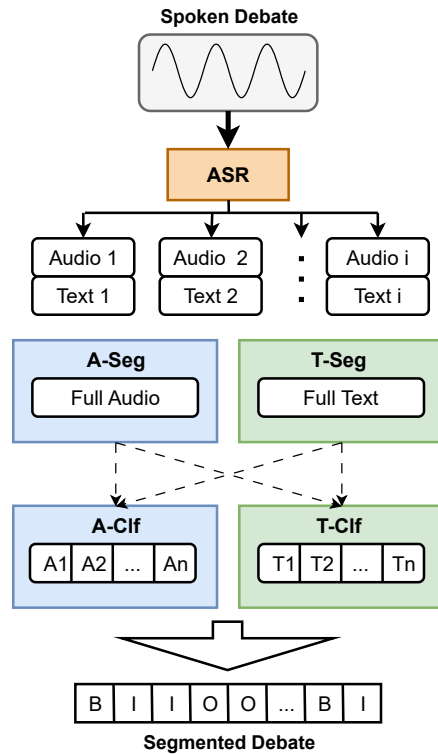 Spoken Debate
ASR
Audio 1 Audio 2 Audio i
Text 1 Text 2 Text i
A-Seg T-Seg
Full Audio Full Text
A-Clf T-Clf
A1 A2 ... An T1 T2 ... Tn
B I I O O ... B I
Segmented Debate